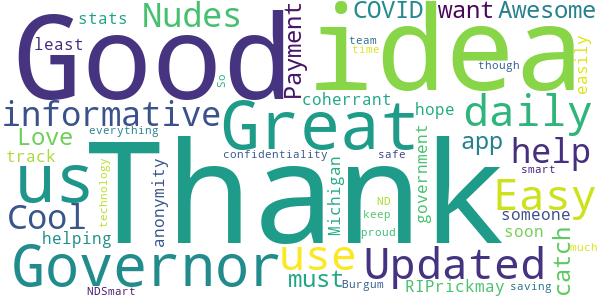 Good idea
Nudes
COVID
want
Awesome
stats
least
Payment
team
time
though
easily
So
informative
coherrant
Great
daily
hope
Love
everything
track
technology
us
anonymity
confidentiality
Michigan
safe
government
app
help
smart
Thank
Easy
ND
keep
proud
Cool
someone
helping
soon
catch
Governor
use
Updated
much
must
Burgum
RIPrickmay
saving
NDSmart